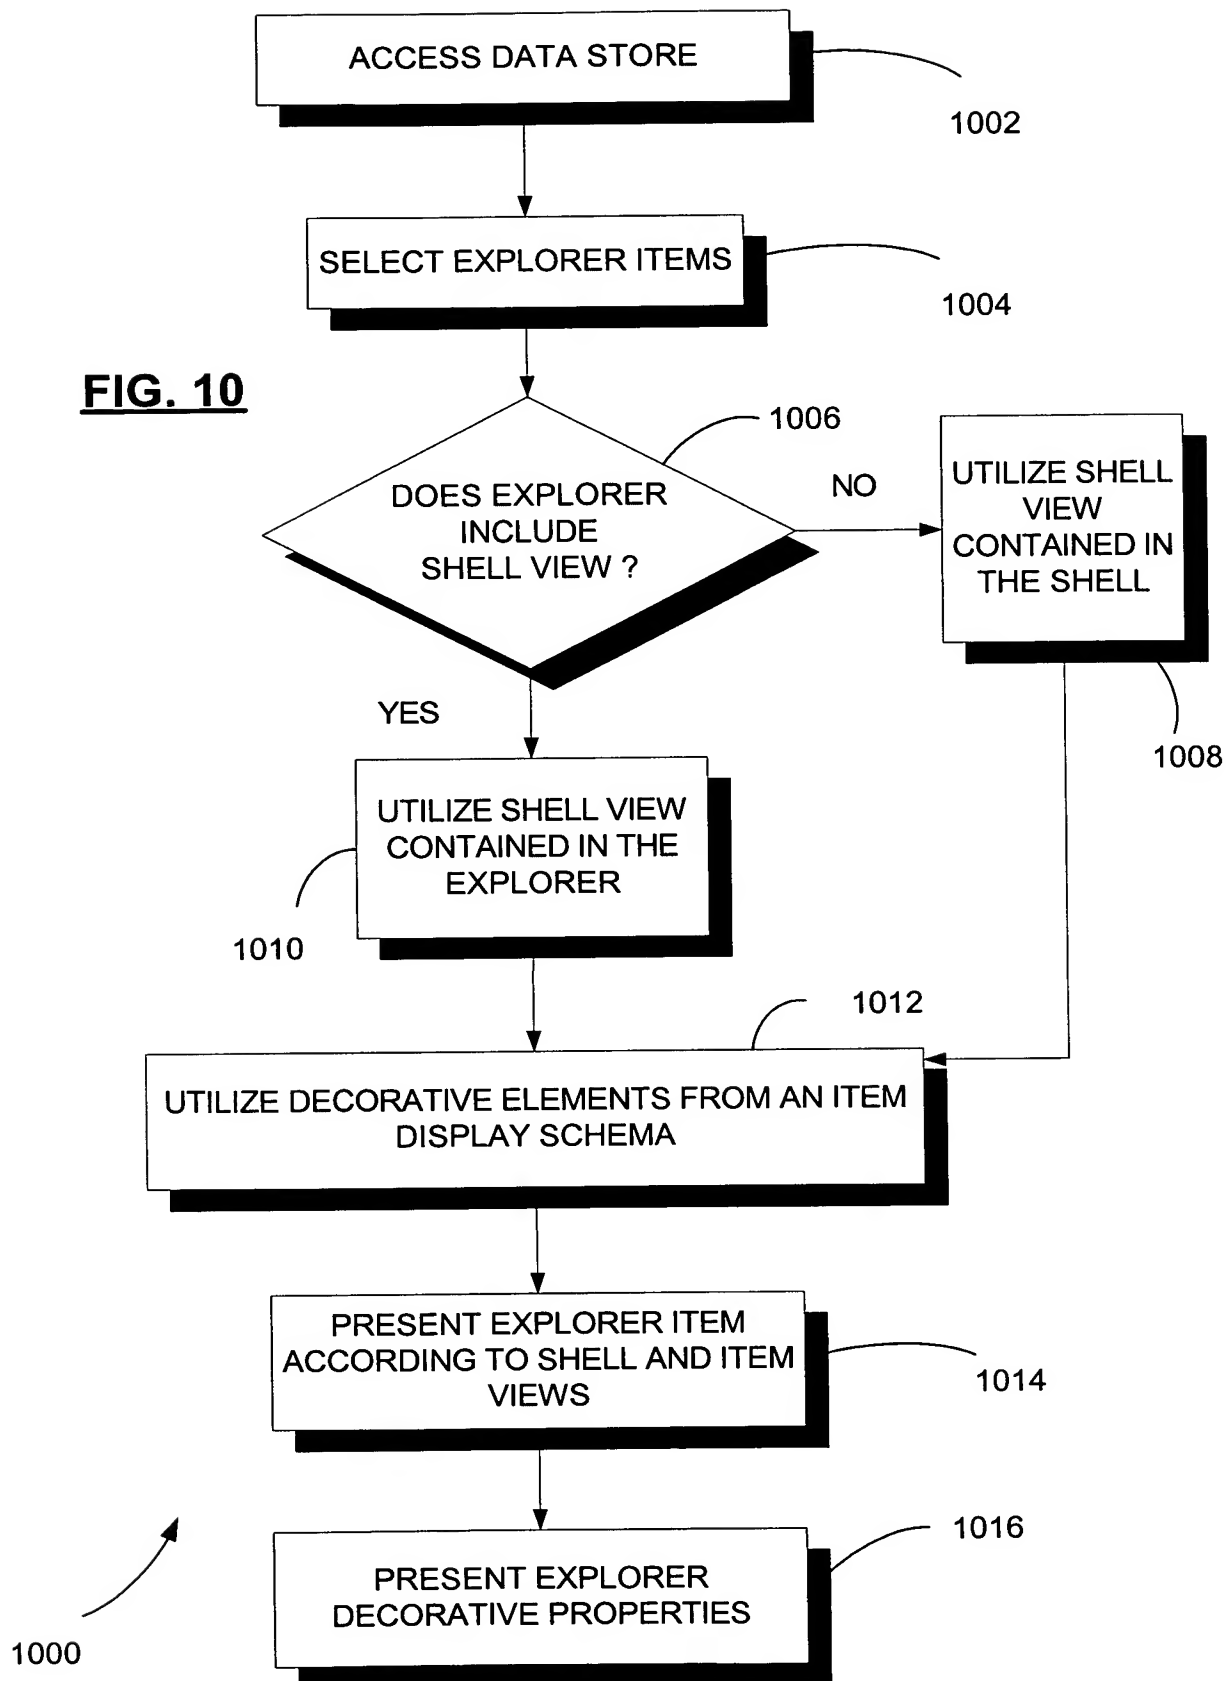 ACCESS DATA STORE
1002
SELECT EXPLORER ITEMS
1004
FIG. 10
1006
DOES EXPLORER
INCLUDE
SHELL VIEW ?
NO
UTILIZE SHELL
VIEW
CONTAINED IN
THE SHELL
1008
YES
UTILIZE SHELL VIEW
CONTAINED IN THE
EXPLORER
1010
1012
UTILIZE DECORATIVE ELEMENTS FROM AN ITEM
DISPLAY SCHEMA
PRESENT EXPLORER ITEM
ACCORDING TO SHELL AND ITEM
VIEWS
1014
1016
PRESENT EXPLORER
DECORATIVE PROPERTIES
1000